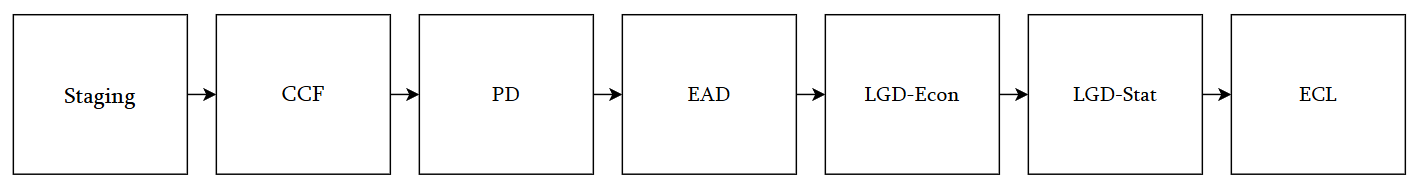 Staging
CCF
PD
EAD
LGD-Econ
LGD-Stat
ECL